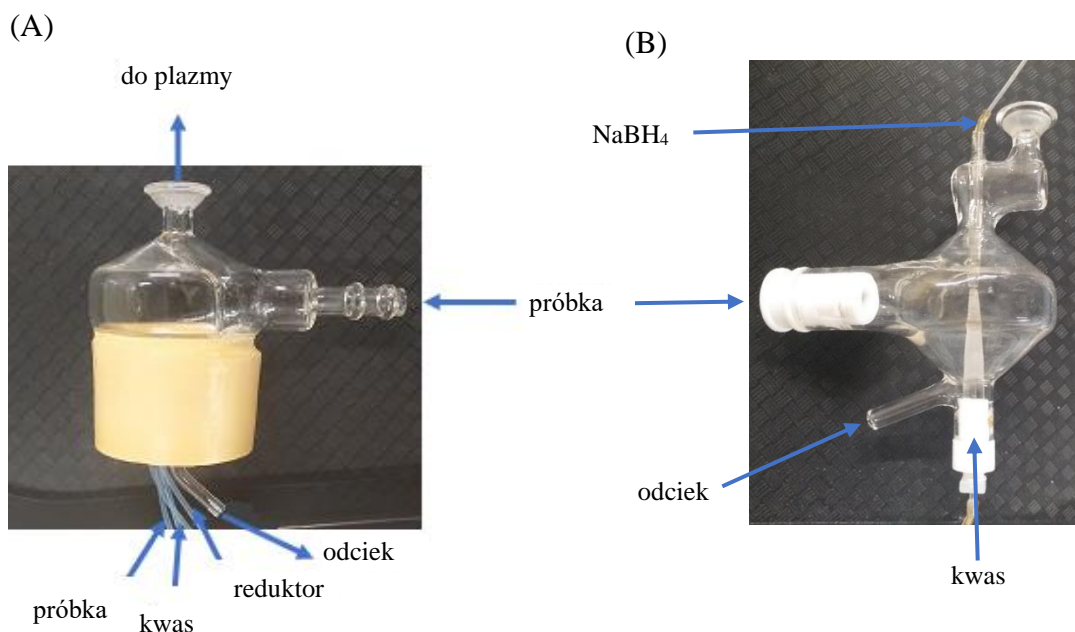 (A)
(B)
do plazmy
NaBH4
próbka
odciek
odciek
reduktor
próbka
kwas
kwas